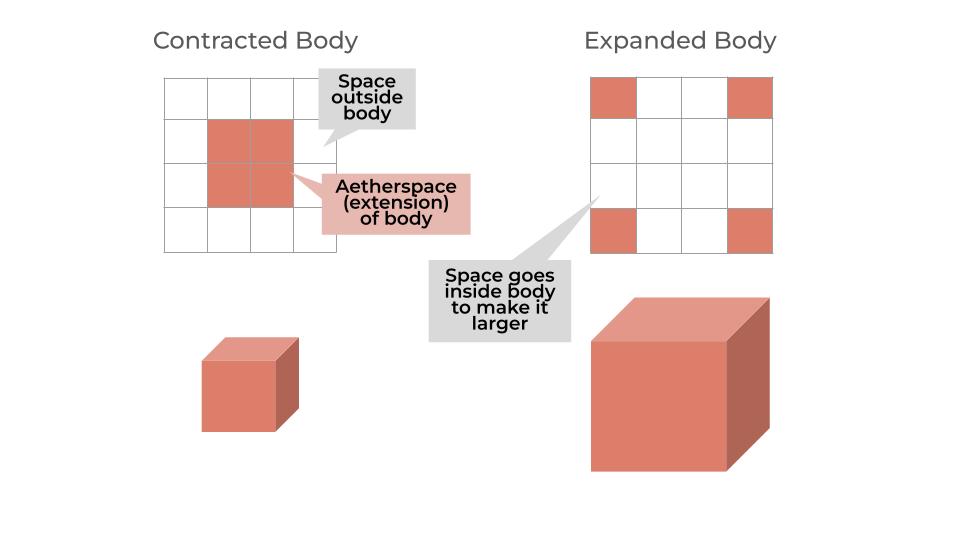 Contracted Body
Expanded Body
Space
outside
body
Aetherspace
(extension)
of body
Space goes
inside body
to make it
larger